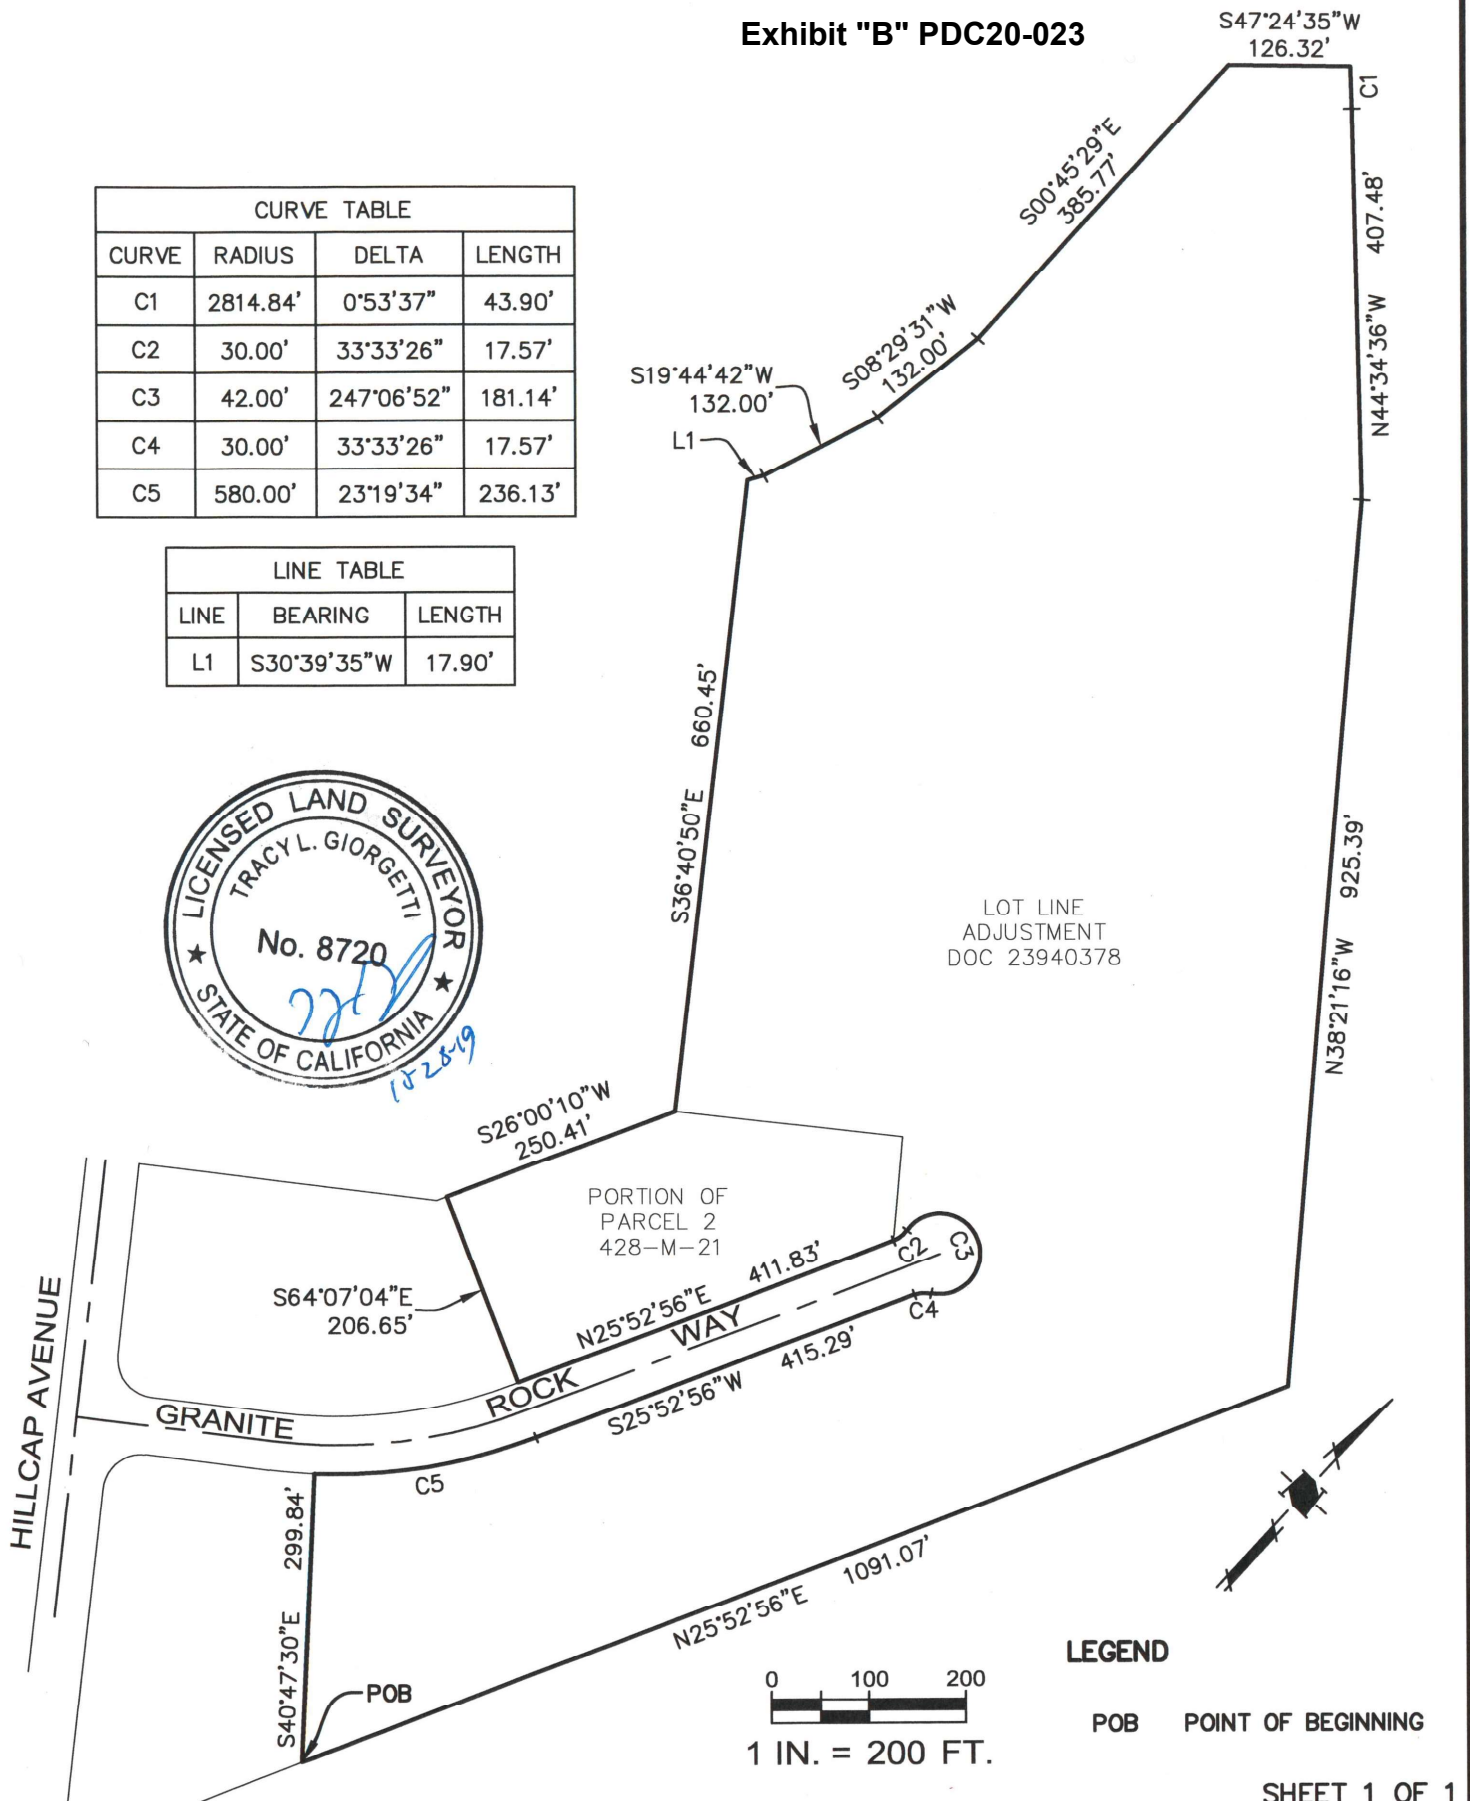 Exhibit "B" PDC20-023
S47°24'35"W
126.32'
C1
407.48'
N44°34'36"W
S00°45'29"E
385.77'
S08°29'31"W
132.00'
S19°44'42"W
132.00'
L1
CURVE TABLE
CURVE RADIUS DELTA LENGTH
C1 2814.84' 0°53'37" 43.90'
C2 30.00' 33°33'26" 17.57'
C3 42.00' 247°06'52" 181.14'
C4 30.00' 33°33'26" 17.57'
C5 580.00' 23°19'34" 236.13'
LINE TABLE
LINE BEARING LENGTH
L1 S30°39'35"W 17.90'
S36°40'50"E 660.45'
LICENSED LAND SURVEYOR
TRACY L. GIORGETTI
No. 8720
STATE OF CALIFORNIA
LOT LINE
ADJUSTMENT
DOC 23940378
N38°21'16"W 925.39'
S26°00'10"W
250.41'
PORTION OF
PARCEL 2
428-M-21
S64°07'04"E
206.65'
N25°52'56"E 411.83'
C2
C3
C4
GRANITE ROCK WAY
S25°52'56"W 415.29'
C5
HILLCAP AVENUE
S40°47'30"E 299.84'
POB
N25°52'56"E 1091.07'
0 100 200
1 IN. = 200 FT.
LEGEND
POB POINT OF BEGINNING
SHEET 1 OF 1